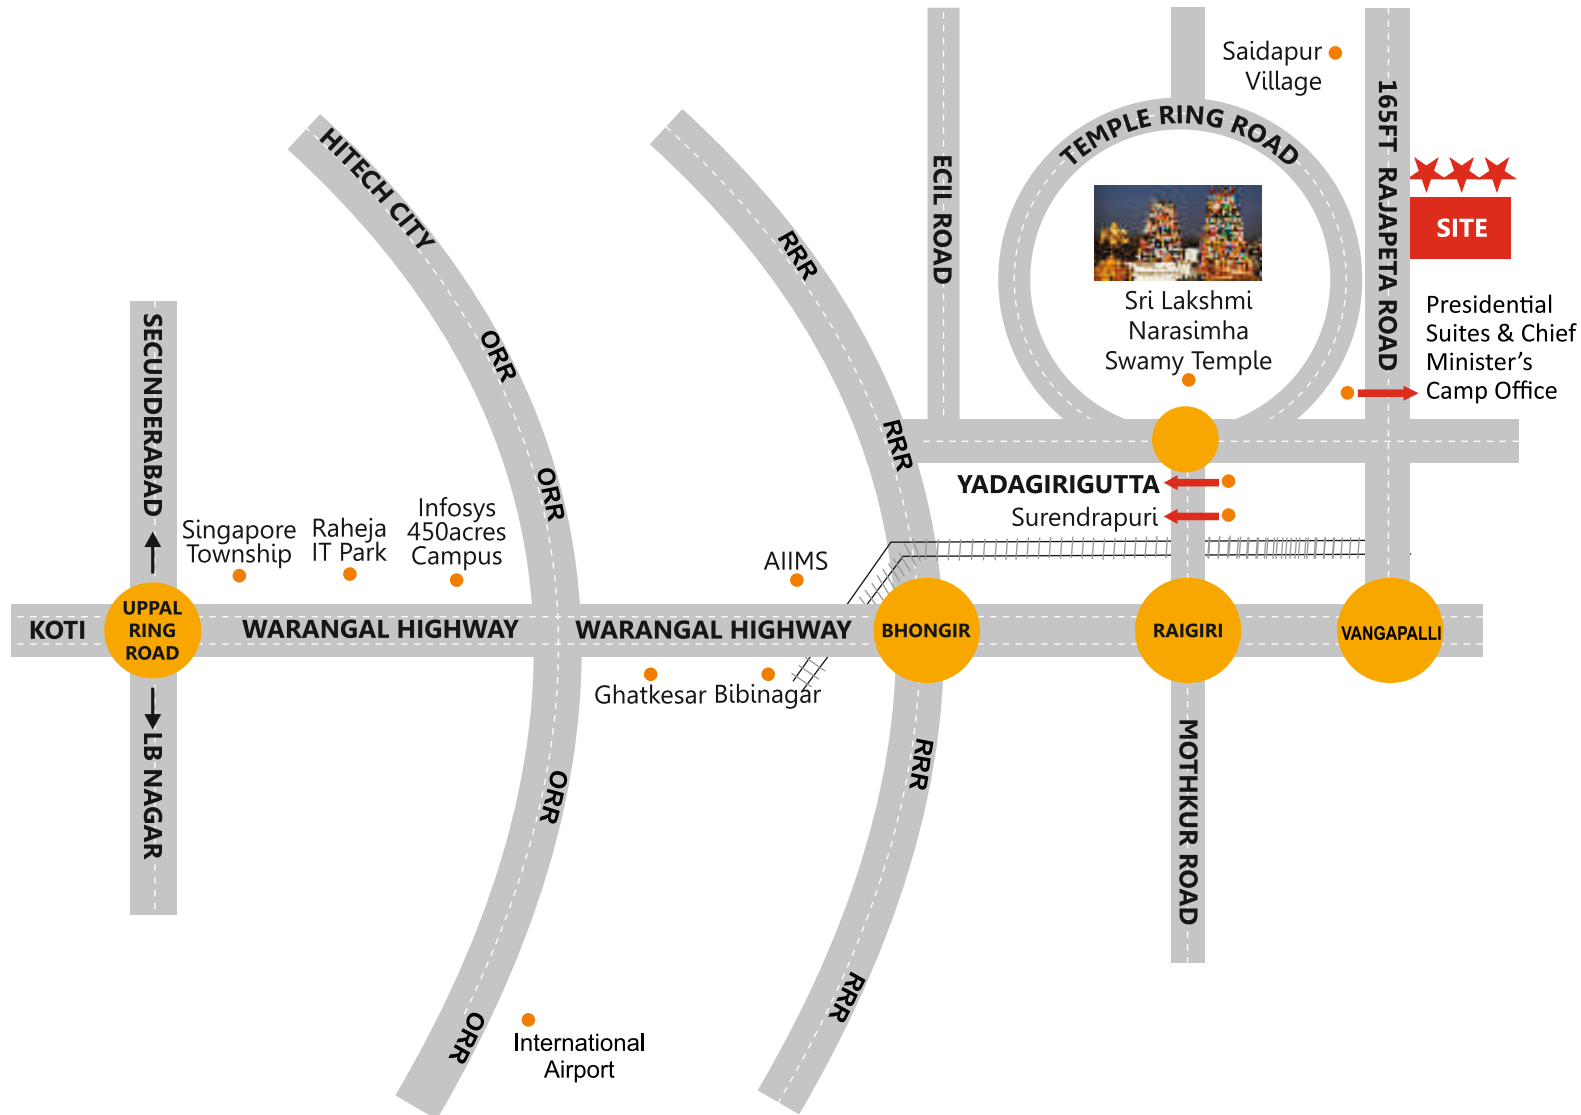 Saidapur
Village
TEMPLE RING ROAD
165FT RAJAPETA ROAD
HITECH CITY
ECIL ROAD
SITE
RRR
Sri Lakshmi
Narasimha
Swamy Temple
Presidential
Suites & Chief
Minister's
Camp Office
SECUNDERABAD
ORR
RRR
ORR
YADAGIRIGUTTA
Surendrapuri
Singapore
Township
Raheja
IT Park
Infosys
450acres
Campus
AIIMS
KOTI
UPPAL
RING
ROAD
WARANGAL HIGHWAY
WARANGAL HIGHWAY
BHONGIR
RAIGIRI
VANGAPALLI
Ghatkesar
Bibinagar
LB NAGAR
ORR
RRR
MOTHKUR ROAD
RRR
ORR
International
Airport